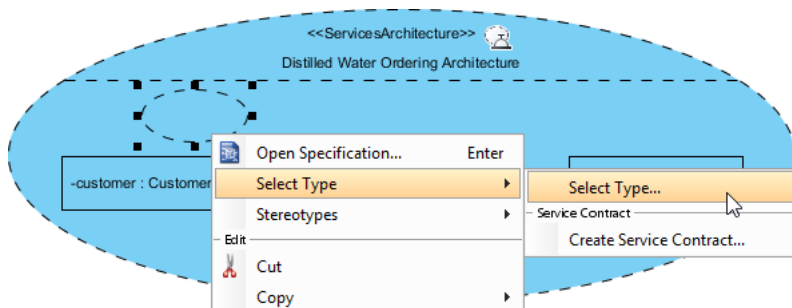 <<ServicesArchitecture>>
Distilled Water Ordering Architecture
-customer : Customer
Open Specification... Enter
Select Type
Stereotypes
Edit
Cut
Copy
Select Type...
Service Contract
Create Service Contract...